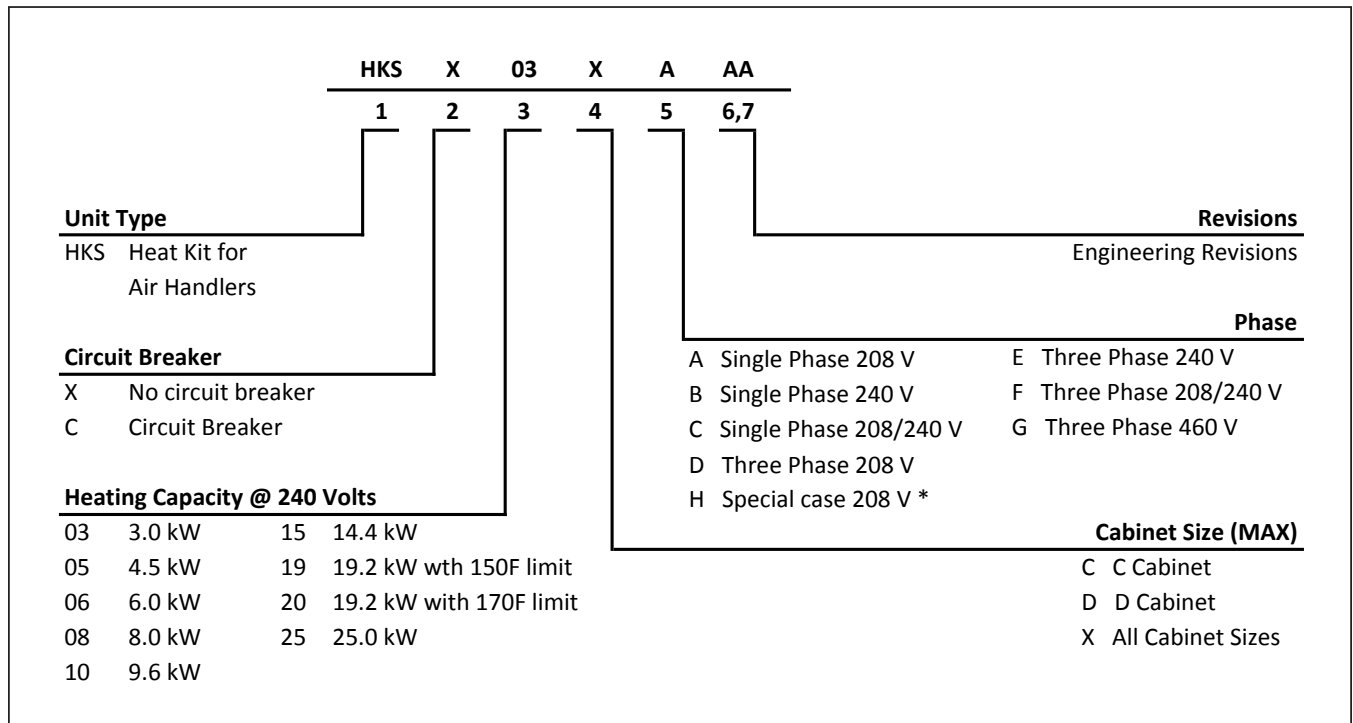 HKS X 03 X A AA
1 2 3 4 5 6,7
Unit Type
HKS Heat Kit for
Air Handlers
Circuit Breaker
X No circuit breaker
C Circuit Breaker
Heating Capacity @ 240 Volts
03 3.0 kW 15 14.4 kW
05 4.5 kW 19 19.2 kW wth 150F limit
06 6.0 kW 20 19.2 kW with 170F limit
08 8.0 kW 25 25.0 kW
10 9.6 kW
Revisions
Engineering Revisions
Phase
A Single Phase 208 V E Three Phase 240 V
B Single Phase 240 V F Three Phase 208/240 V
C Single Phase 208/240 V G Three Phase 460 V
D Three Phase 208 V
H Special case 208 V *
Cabinet Size (MAX)
C C Cabinet
D D Cabinet
X All Cabinet Sizes